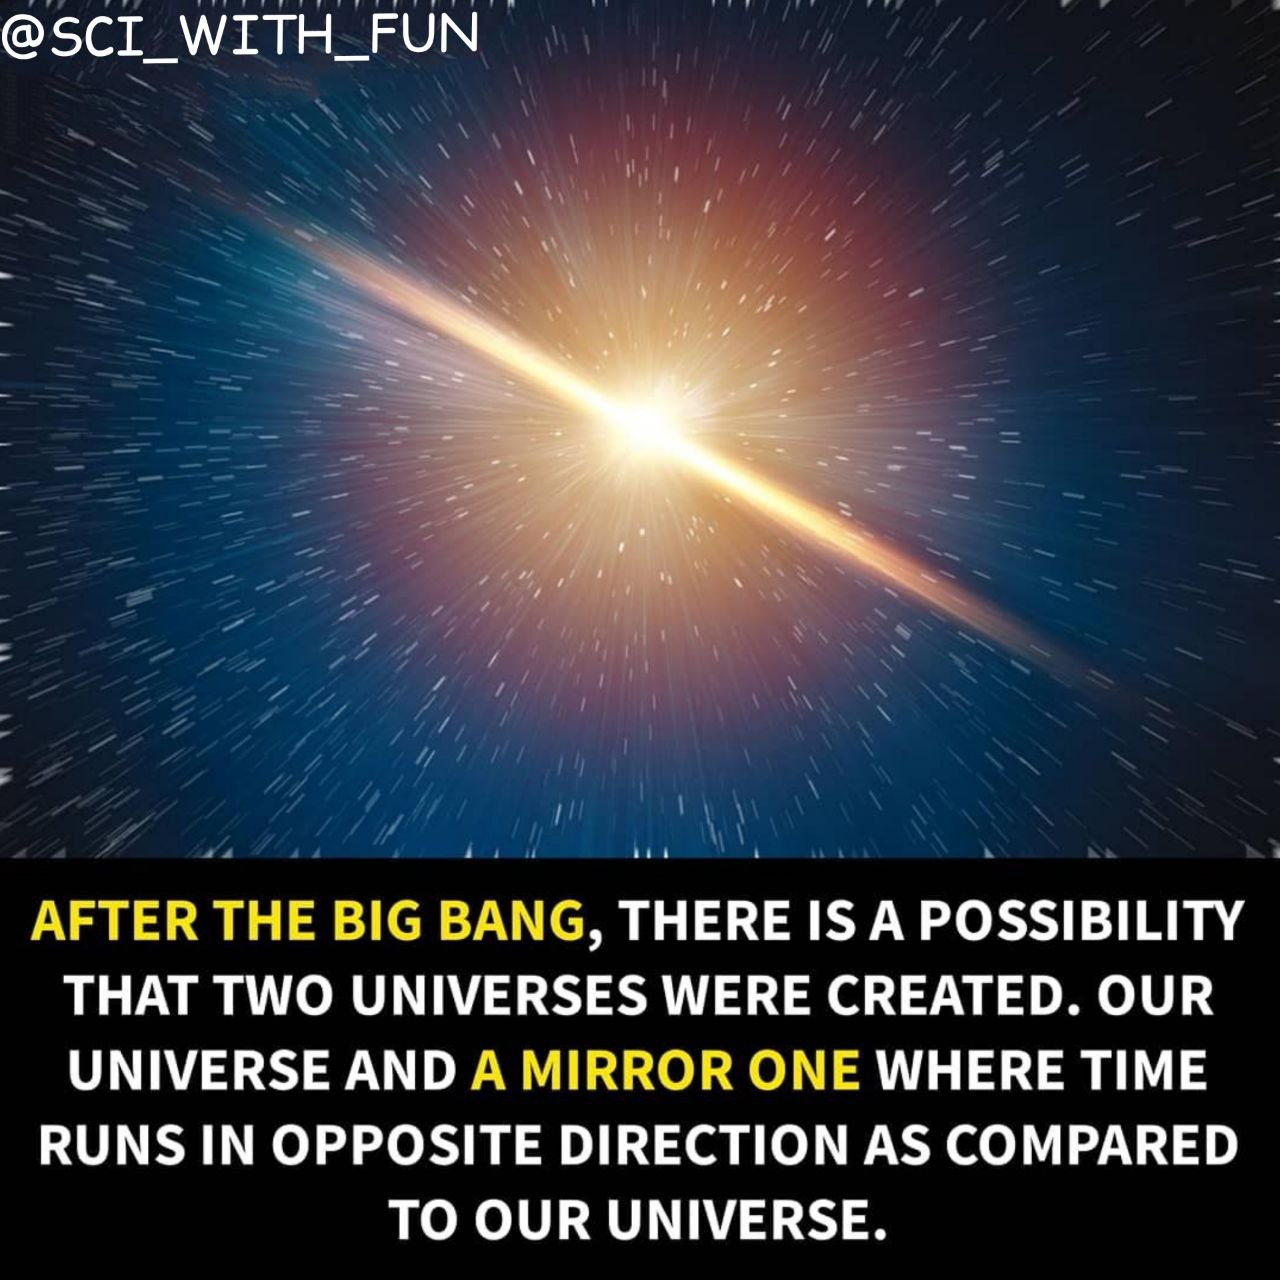 @SCI_WITH_FUN
AFTER THE BIG BANG, THERE IS A POSSIBILITY
THAT TWO UNIVERSES WERE CREATED. OUR
UNIVERSE AND A MIRROR ONE WHERE TIME
RUNS IN OPPOSITE DIRECTION AS COMPARED
TO OUR UNIVERSE.